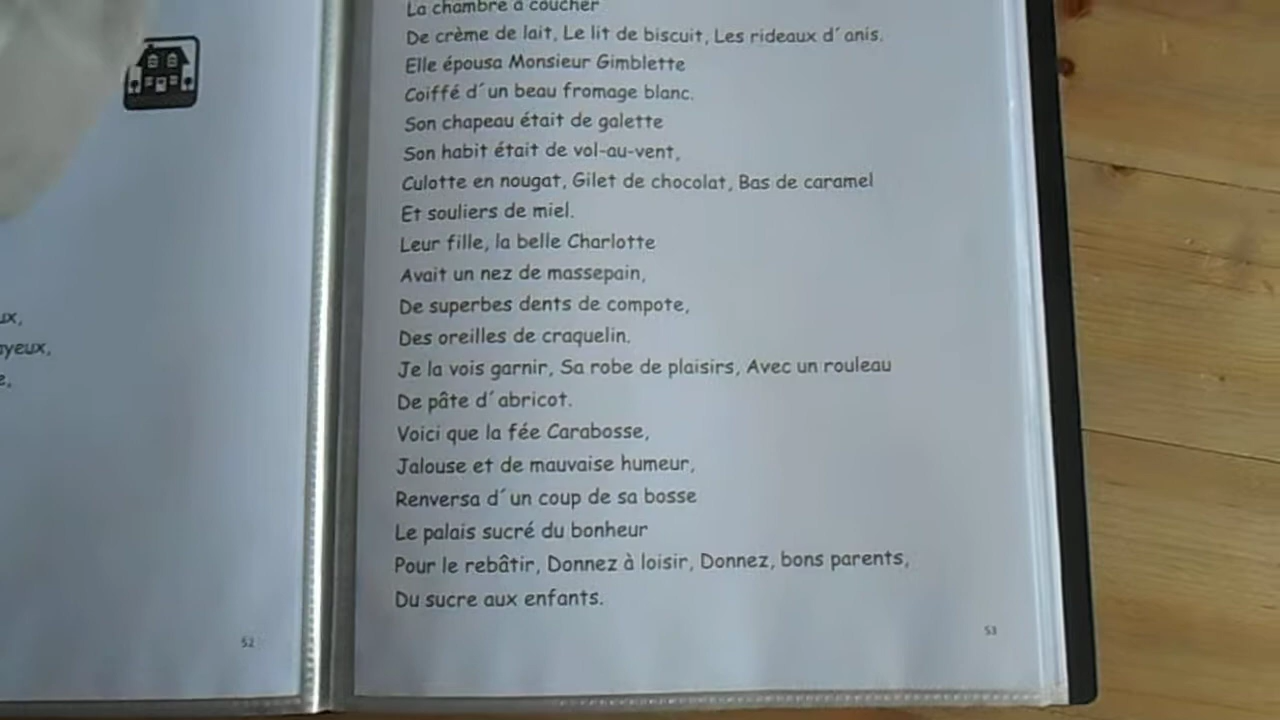 ux,
ayeux,
e,
52
La chambre à coucher
De crème de lait, Le lit de biscuit, Les rideaux d´anis.
Elle épousa Monsieur Gimblette
Coiffé d´un beau fromage blanc.
Son chapeau était de galette
Son habit était de vol-au-vent,
Culotte en nougat, Gilet de chocolat, Bas de caramel
Et souliers de miel.
Leur fille, la belle Charlotte
Avait un nez de massepain,
De superbes dents de compote,
Des oreilles de craquelin.
Je la vois garnir, Sa robe de plaisirs, Avec un rouleau
De pâte d´abricot.
Voici que la fée Carabosse,
Jalouse et de mauvaise humeur,
Renversa d´un coup de sa bosse
Le palais sucré du bonheur
Pour le rebâtir, Donnez à loisir, Donnez, bons parents,
Du sucre aux enfants.
53